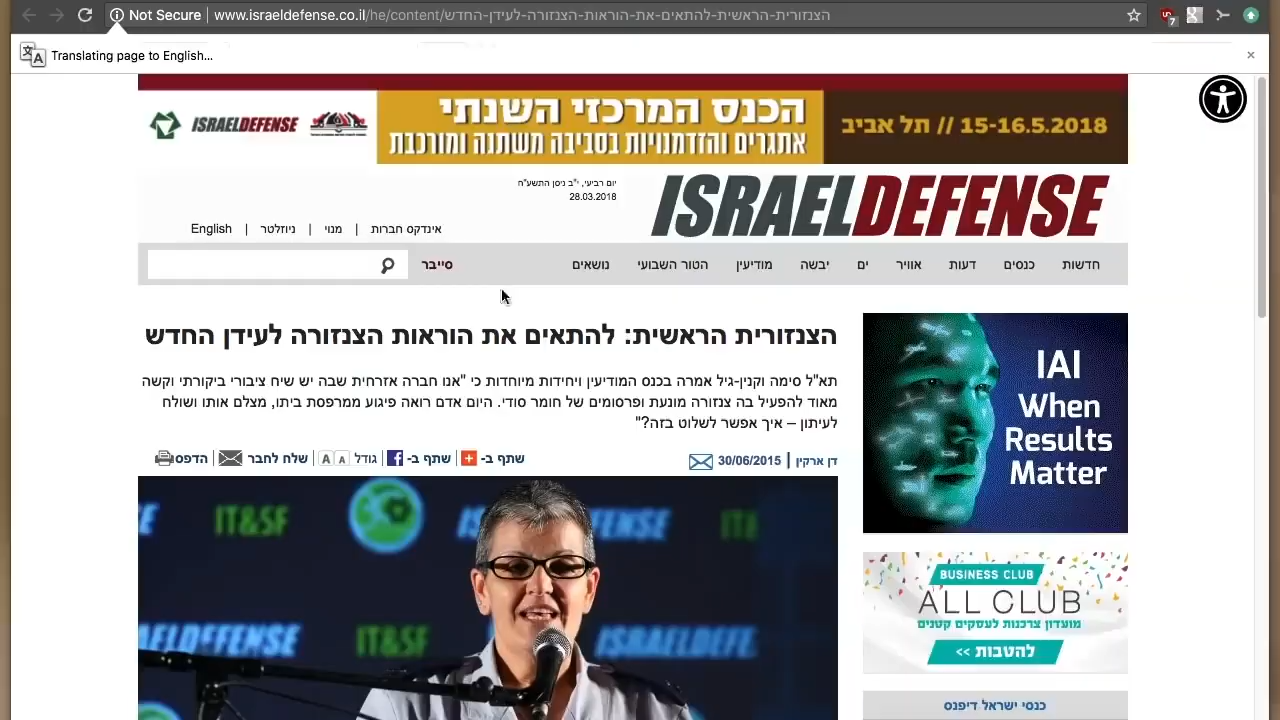 Not Secure | www.israeldefense.co.il/he/content/הצנזורית-הראשית-להתאים-את-הוראות-הצנזורה-לעידן-החדש
7
Translating page to English...
ISRAELDEFENSE
הכנס המרכזי השנתי
אתגרים והזדמנויות בסביבה משתנה ומורכבת
תל אביב // 15-16.5.2018
יום רביעי, י"ב ניסן התשע"ח
28.03.2018
ISRAELDEFENSE
אינדקס חברות | מנוי | ניוזלטר | English
חדשות כנסים דעות אוויר ים יבשה מודיעין הטור השבועי נושאים סייבר
הצנזורית הראשית: להתאים את הוראות הצנזורה לעידן החדש
תא"ל סימה וקנין-גיל אמרה בכנס המודיעין ויחידות מיוחדות כי "אנו חברה אזרחית שבה יש שיח ציבורי ביקורתי וקשה
מאוד להפעיל בה צנזורה מונעת ופרסומים של חומר סודי. היום אדם רואה פיגוע ממרפסת ביתו, מצלם אותו ושולח
לעיתון – איך אפשר לשלוט בזה?"
דן ארקין | 30/06/2015
שתף ב- | שתף ב- | גודל A A | שלח לחבר | הדפס
IT&SF
ISRAELDEFENSE
IT&SF
IT&SF
IAI
When
Results
Matter
BUSINESS CLUB
ALL CLUB
מועדון צרכנות לעסקים קטנים
להטבות >>
כנסי ישראל דיפנס